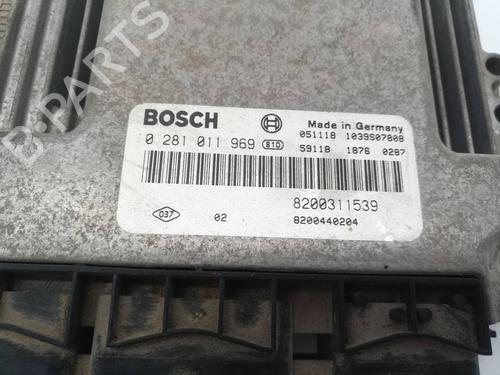 BOSCH
Made in Germany
0 281 011 969 810
051118 1039S07808
59118 1876 0287
8200311539
037 02 8200440204
B-PARTS